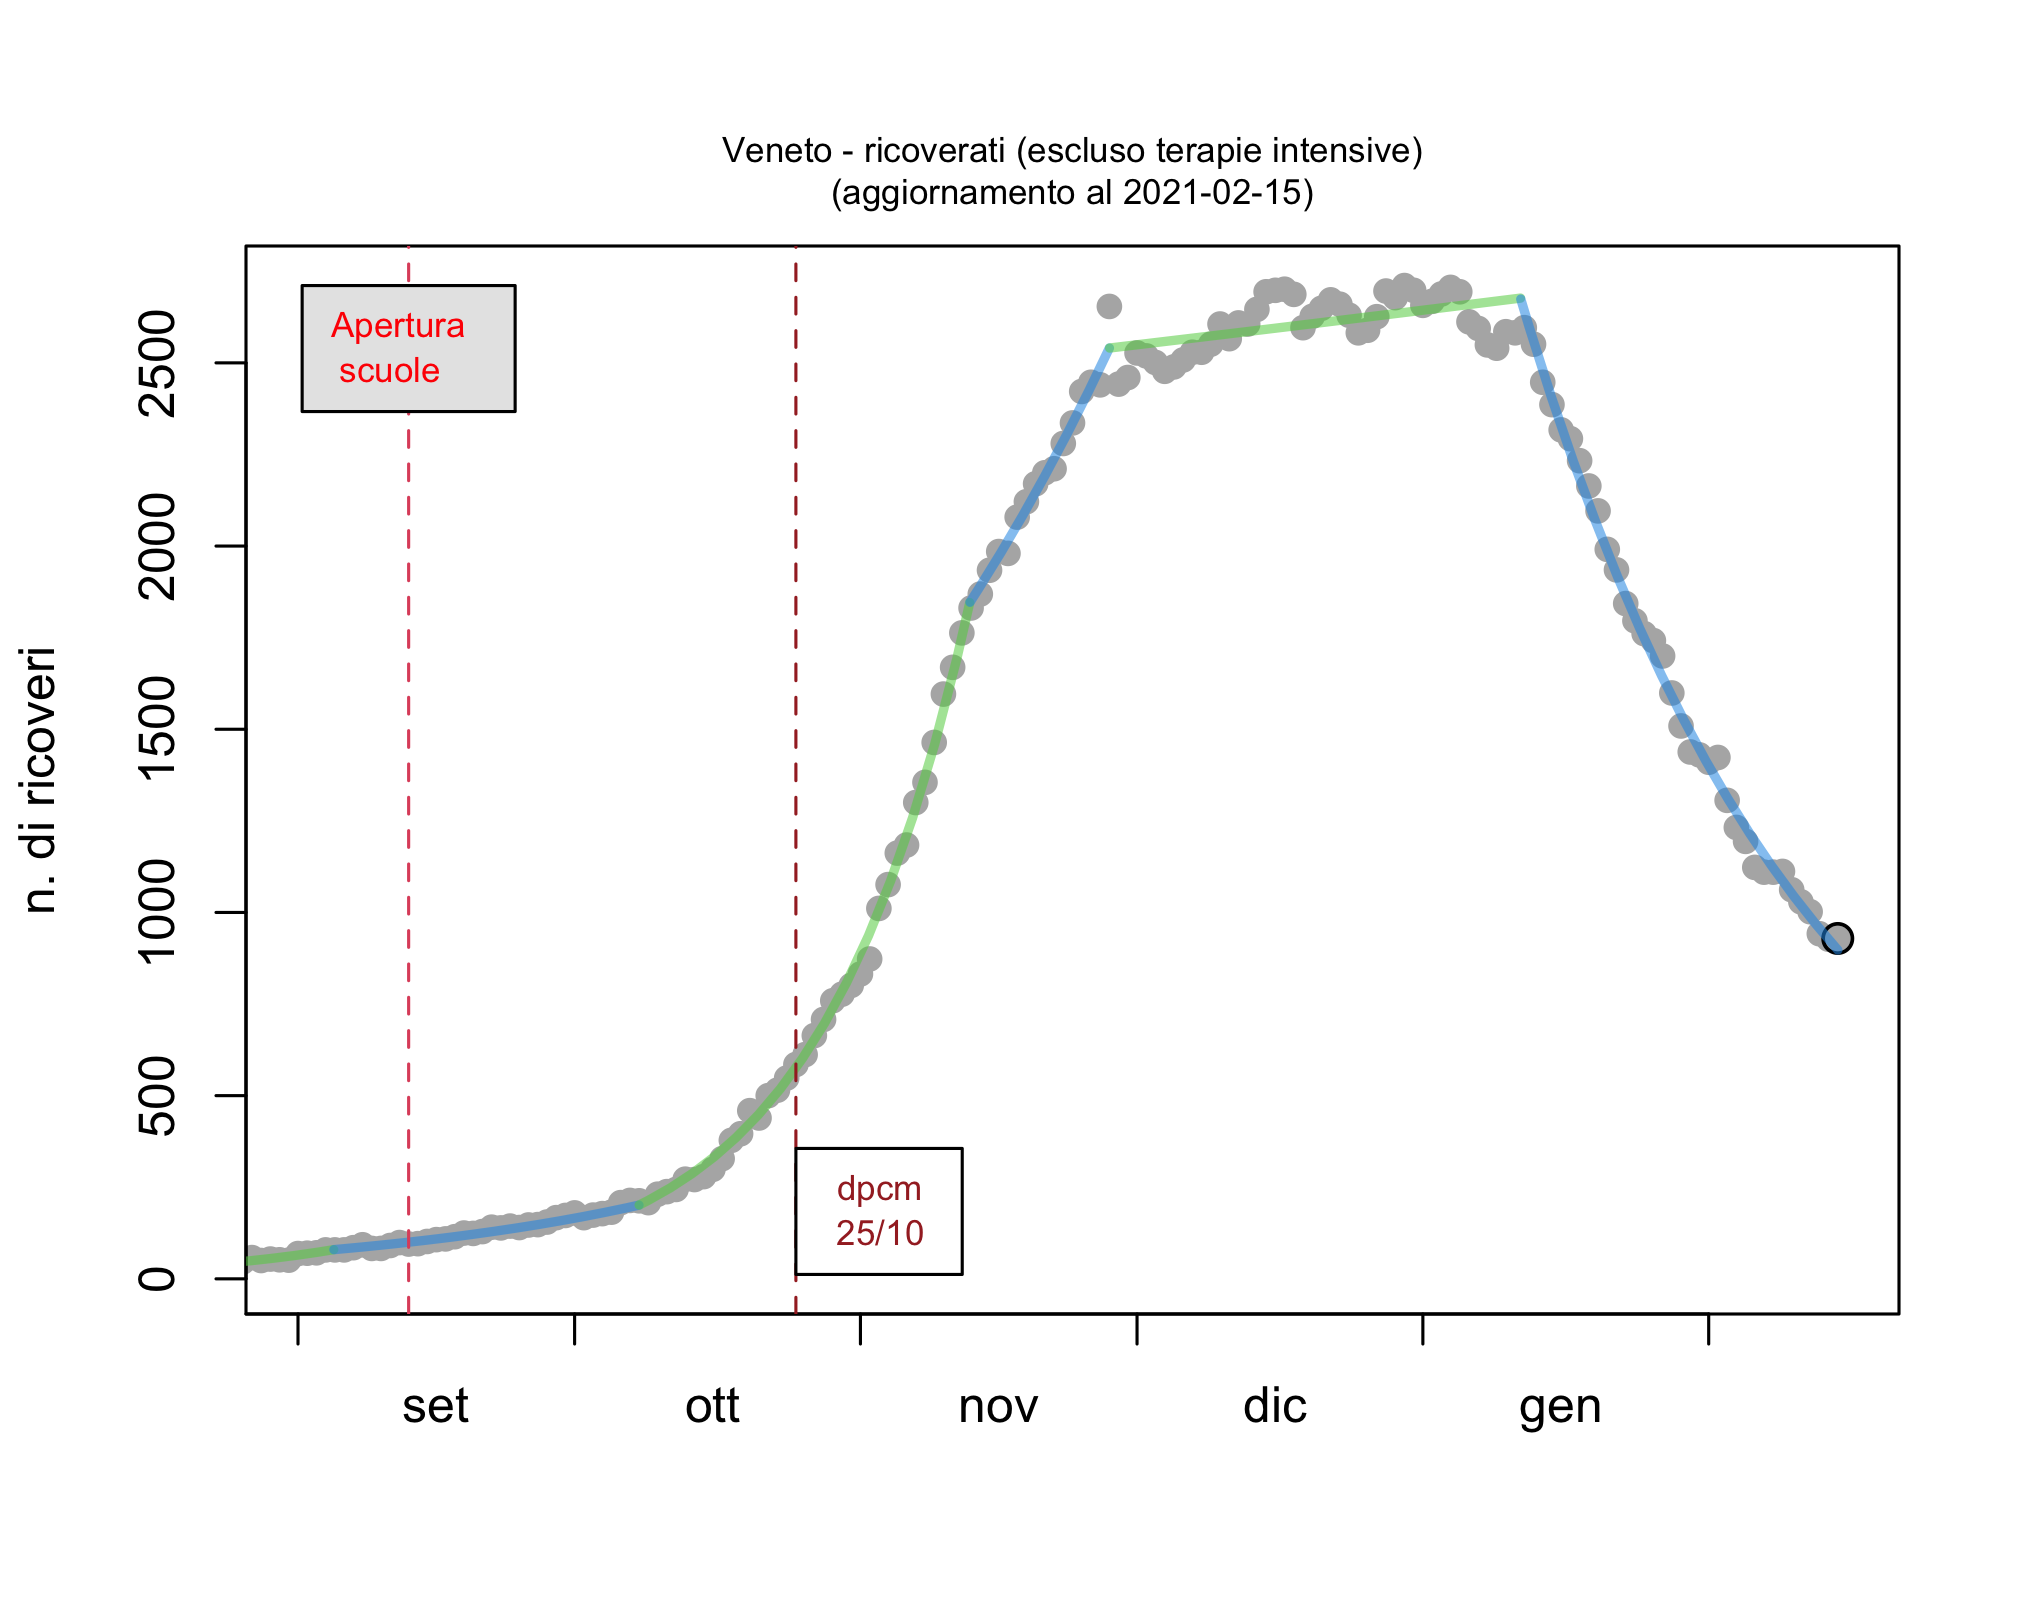 Veneto - ricoverati (escluso terapie intensive)
(aggiornamento al 2021-02-15)
Apertura
scuole
dpcm
25/10
n. di ricoveri
2500
2000
1500
1000
500
0
set ott nov dic gen